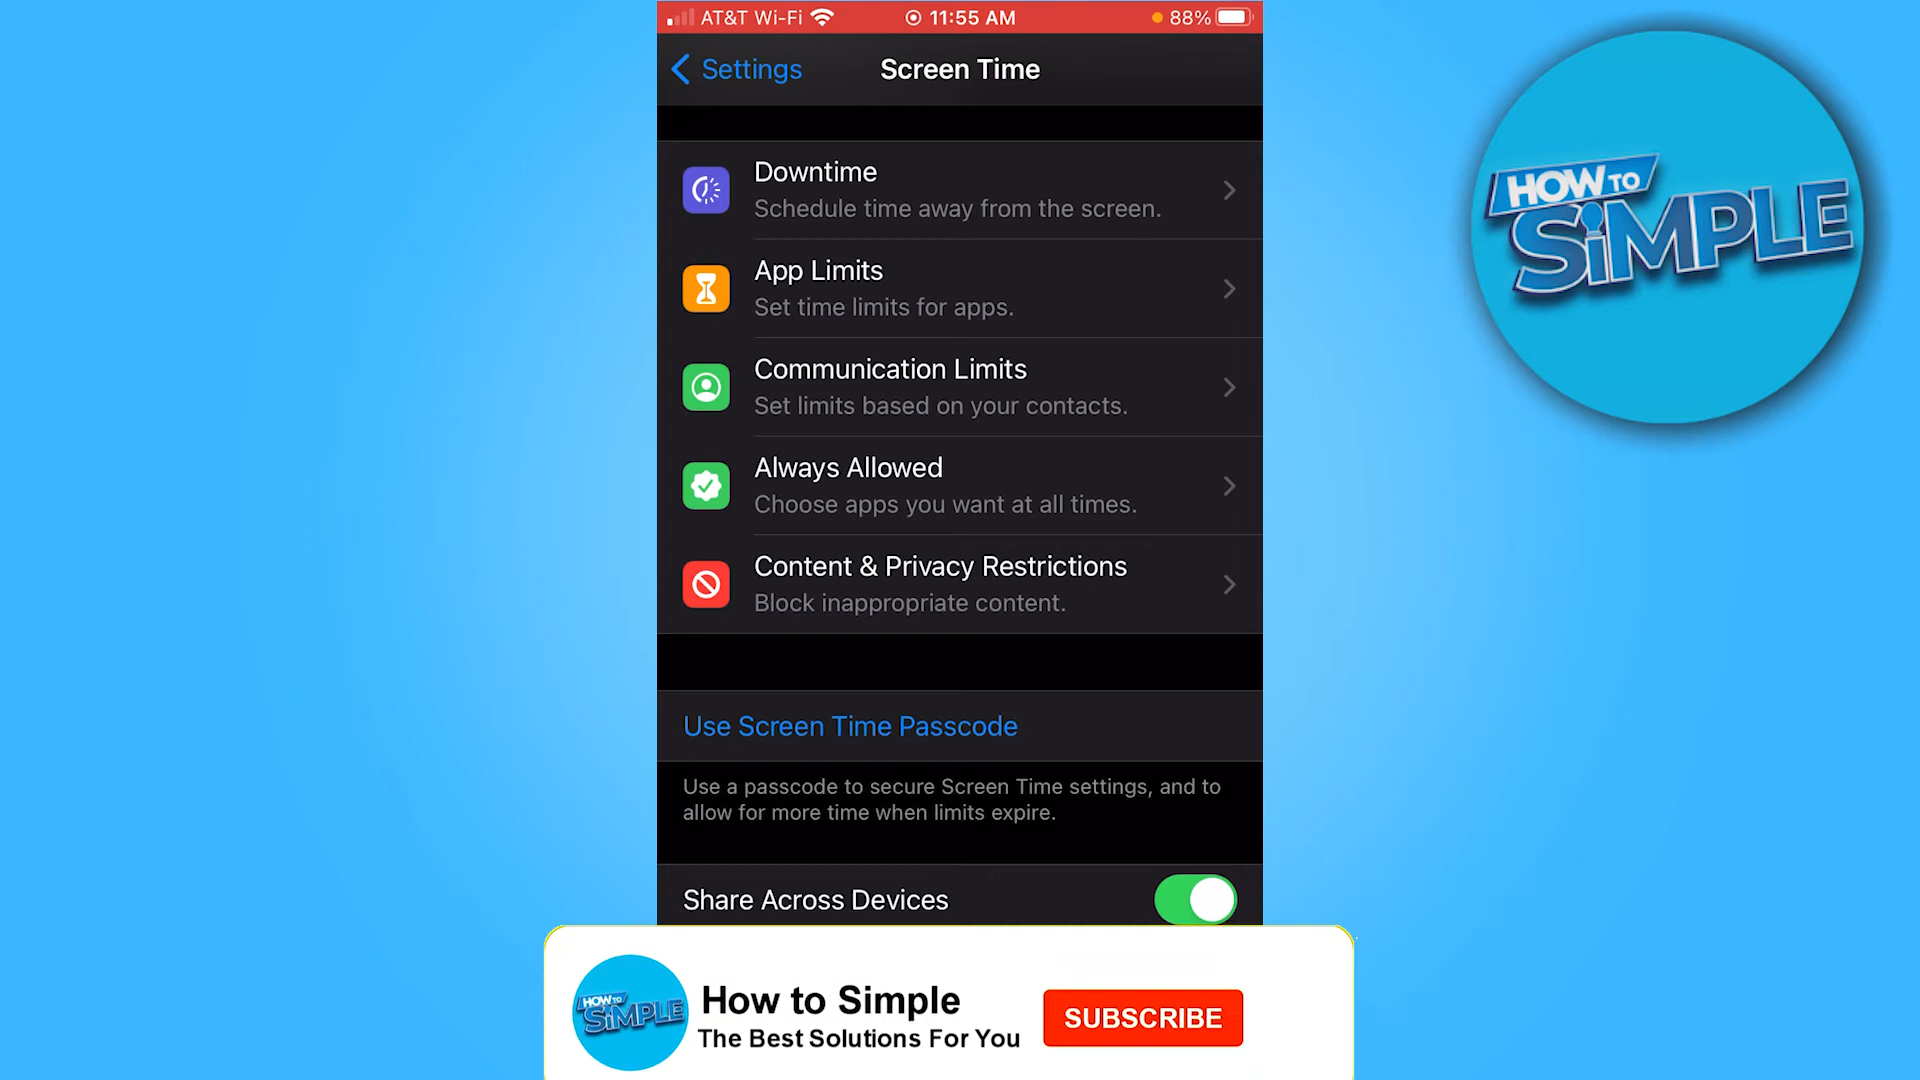 AT&T Wi-Fi 11:55 AM 88%
Settings Screen Time
Downtime
Schedule time away from the screen.
App Limits
Set time limits for apps.
Communication Limits
Set limits based on your contacts.
Always Allowed
Choose apps you want at all times.
Content & Privacy Restrictions
Block inappropriate content.
Use Screen Time Passcode
Use a passcode to secure Screen Time settings, and to
allow for more time when limits expire.
Share Across Devices
HOW TO
SiMPLE
HOW TO
SiMPLE
How to Simple
The Best Solutions For You
SUBSCRIBE